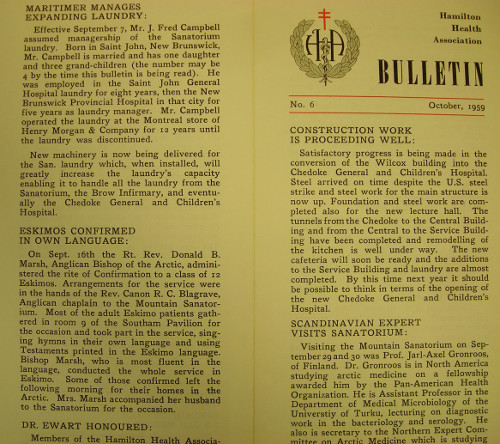 MARITIMER MANAGES
EXPANDING LAUNDRY:
Effective September 7, Mr. J. Fred Campbell
assumed managership of the Sanatorium
laundry. Born in Saint John, New Brunswick,
Mr. Campbell is married and has one daughter
and three grand-children (the number may be
4 by the time this bulletin is being read). He
was employed in the Saint John General
Hospital laundry for eight years, then the New
Brunswick Provincial Hospital in that city for
five years as laundry manager. Mr. Campbell
operated the laundry at the Montreal store of
Henry Morgan & Company for 12 years until
the laundry was discontinued.
New machinery is now being delivered for
the San. laundry which, when installed, will
greatly increase the laundry's capacity
enabling it to handle all the laundry from the
Sanatorium, the Brow Infirmary, and eventu-
ally the Chedoke General and Children's
Hospital.
ESKIMOS CONFIRMED
IN OWN LANGUAGE:
On Sept. 16th the Rt. Rev. Donald B.
Marsh, Anglican Bishop of the Arctic, admini-
stered the rite of Confirmation to a class of 12
Eskimos. Arrangements for the service were
in the hands of the Rev. Canon R. C. Blagrave,
Anglican chaplain to the Mountain Sanator-
ium. Most of the adult Eskimo patients gath-
ered in room 9 of the Southam Pavilion for
the occasion and took part in the service, sing-
ing hymns in their own language and using
Testaments printed in the Eskimo language.
Bishop Marsh, who is most fluent in the
language, conducted the whole service in
Eskimo. Some of those confirmed left the
following morning for their homes in the
Arctic. Mrs. Marsh accompanied her husband
to the Sanatorium for the occasion.
DR. EWART HONOURED:
Members of the Hamilton Health Associa-
Hamilton
Health
Association
BULLETIN
No. 6 October, 1959
CONSTRUCTION WORK
IS PROCEEDING WELL:
Satisfactory progress is being made in the
conversion of the Wilcox building into the
Chedoke General and Children's Hospital.
Steel arrived on time despite the U.S. steel
strike and steel work for the main structure is
now up. Foundation and steel work are com-
pleted also for the new lecture hall. The
tunnels from the Chedoke to the Central Build-
ing and from the Central to the Service Build-
ing have been completed and remodelling of
the kitchen is well under way. The new
cafeteria will soon be ready and the additions
to the Service Building and laundry are almost
completed. By this time next year it should
be possible to think in terms of the opening of
the new Chedoke General and Children's
Hospital.
SCANDINAVIAN EXPERT
VISITS SANATORIUM:
Visiting the Mountain Sanatorium on Sep-
tember 29 and 30 was Prof. Jarl-Axel Gronroos,
of Finland. Dr. Gronroos is in North America
studying arctic medicine on a fellowship
awarded him by the Pan-American Health
Organization. He is Assistant Professor in the
Department of Medical Microbiology of the
Universtiy of Turku, lecturing on diagnostic
work in the bacteriology and serology. He
also is secretary to the Northern Expert Com-
mittee on Arctic Medicine which is studying